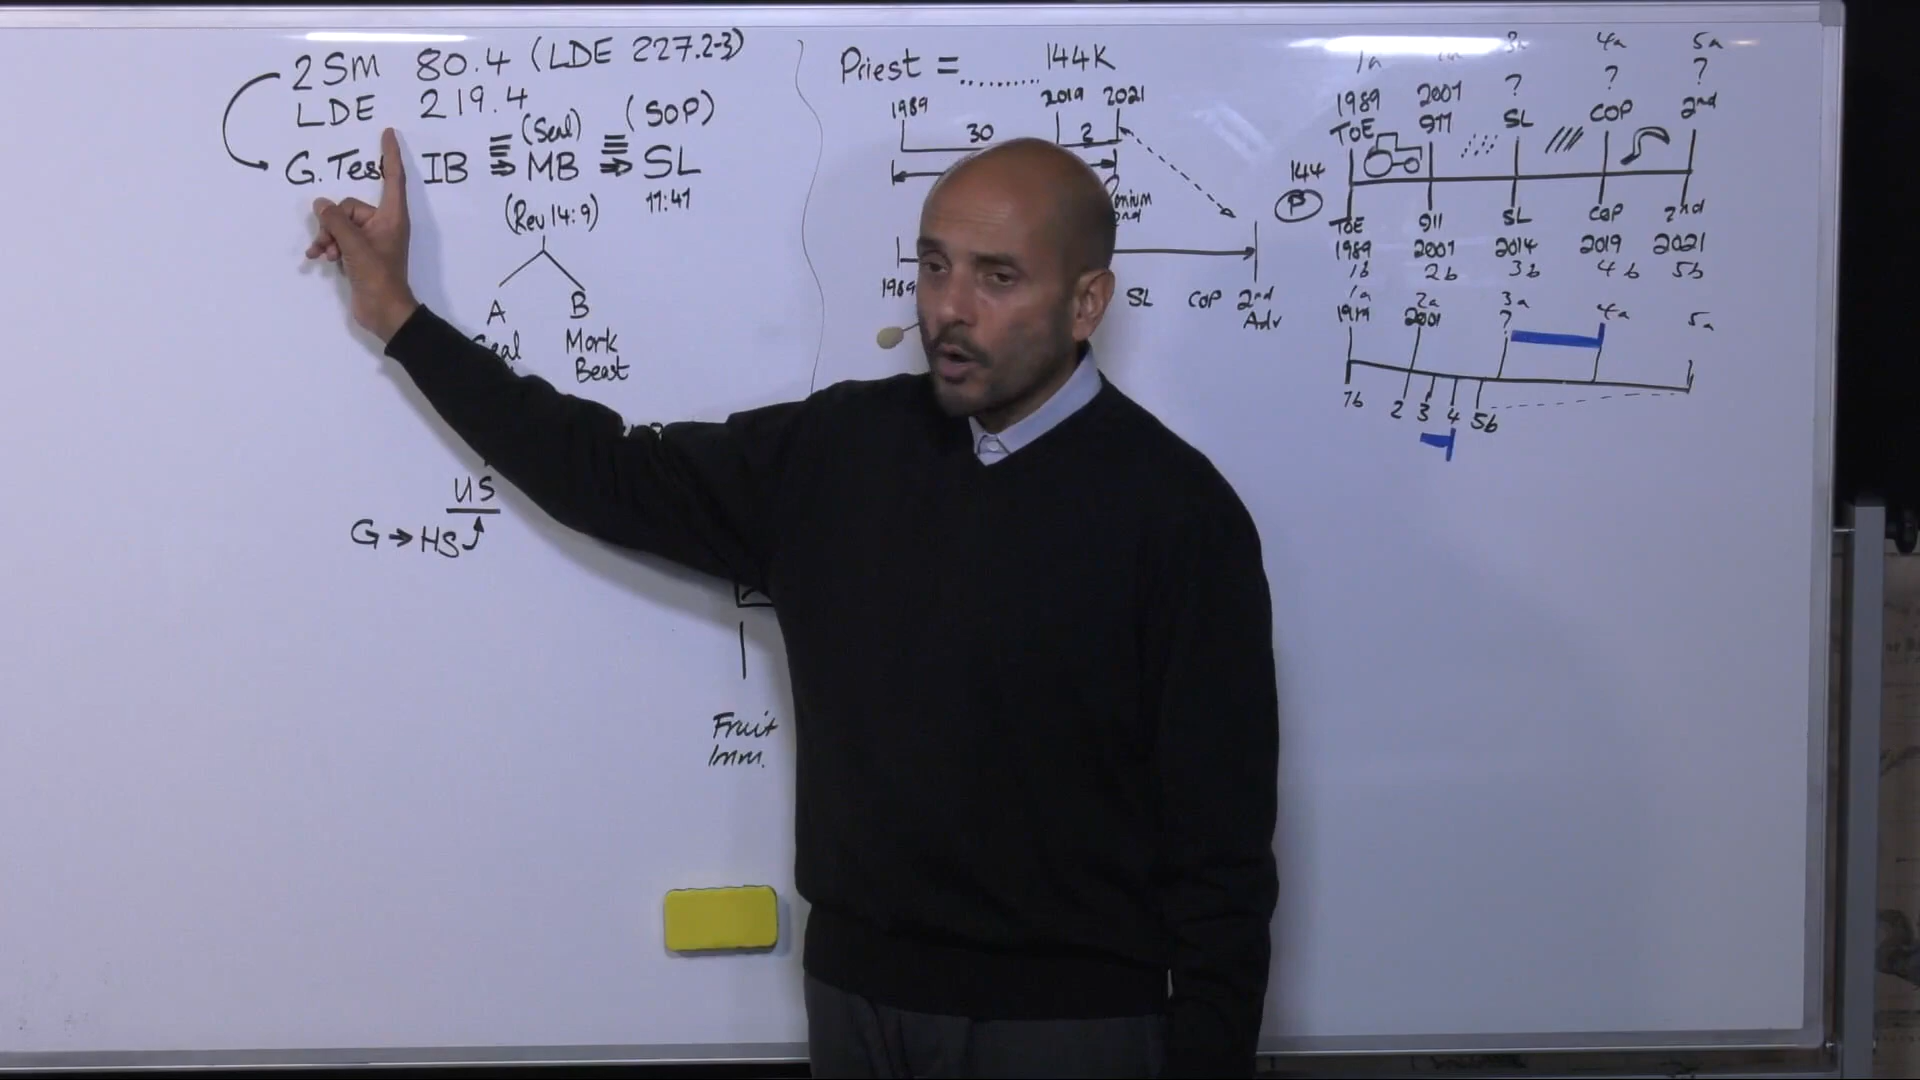 2SM 80.4 (LDE 227.2-3)
LDE 219.4
(Seal) (SOP)
G. Test IB MB SL
(Rev 14:9) 11:41
A B
Mark
Beast
US
G → HS
Fruit
Imm.
Priest = .......... 144K
1989 2019 2021
30 2
1989 SL COP 2nd
Adv
1a 1a 3a 4a 5a
1989 2001 ? ? ?
TOE 911 SL COP 2nd
144
P
TOE 911 SL COP 2nd
1989 2001 2014 2019 2021
1b 2b 3b 4b 5b
1a 2a 3a 4a 5a
1989 2001 ?
1b 2 3 4 5b